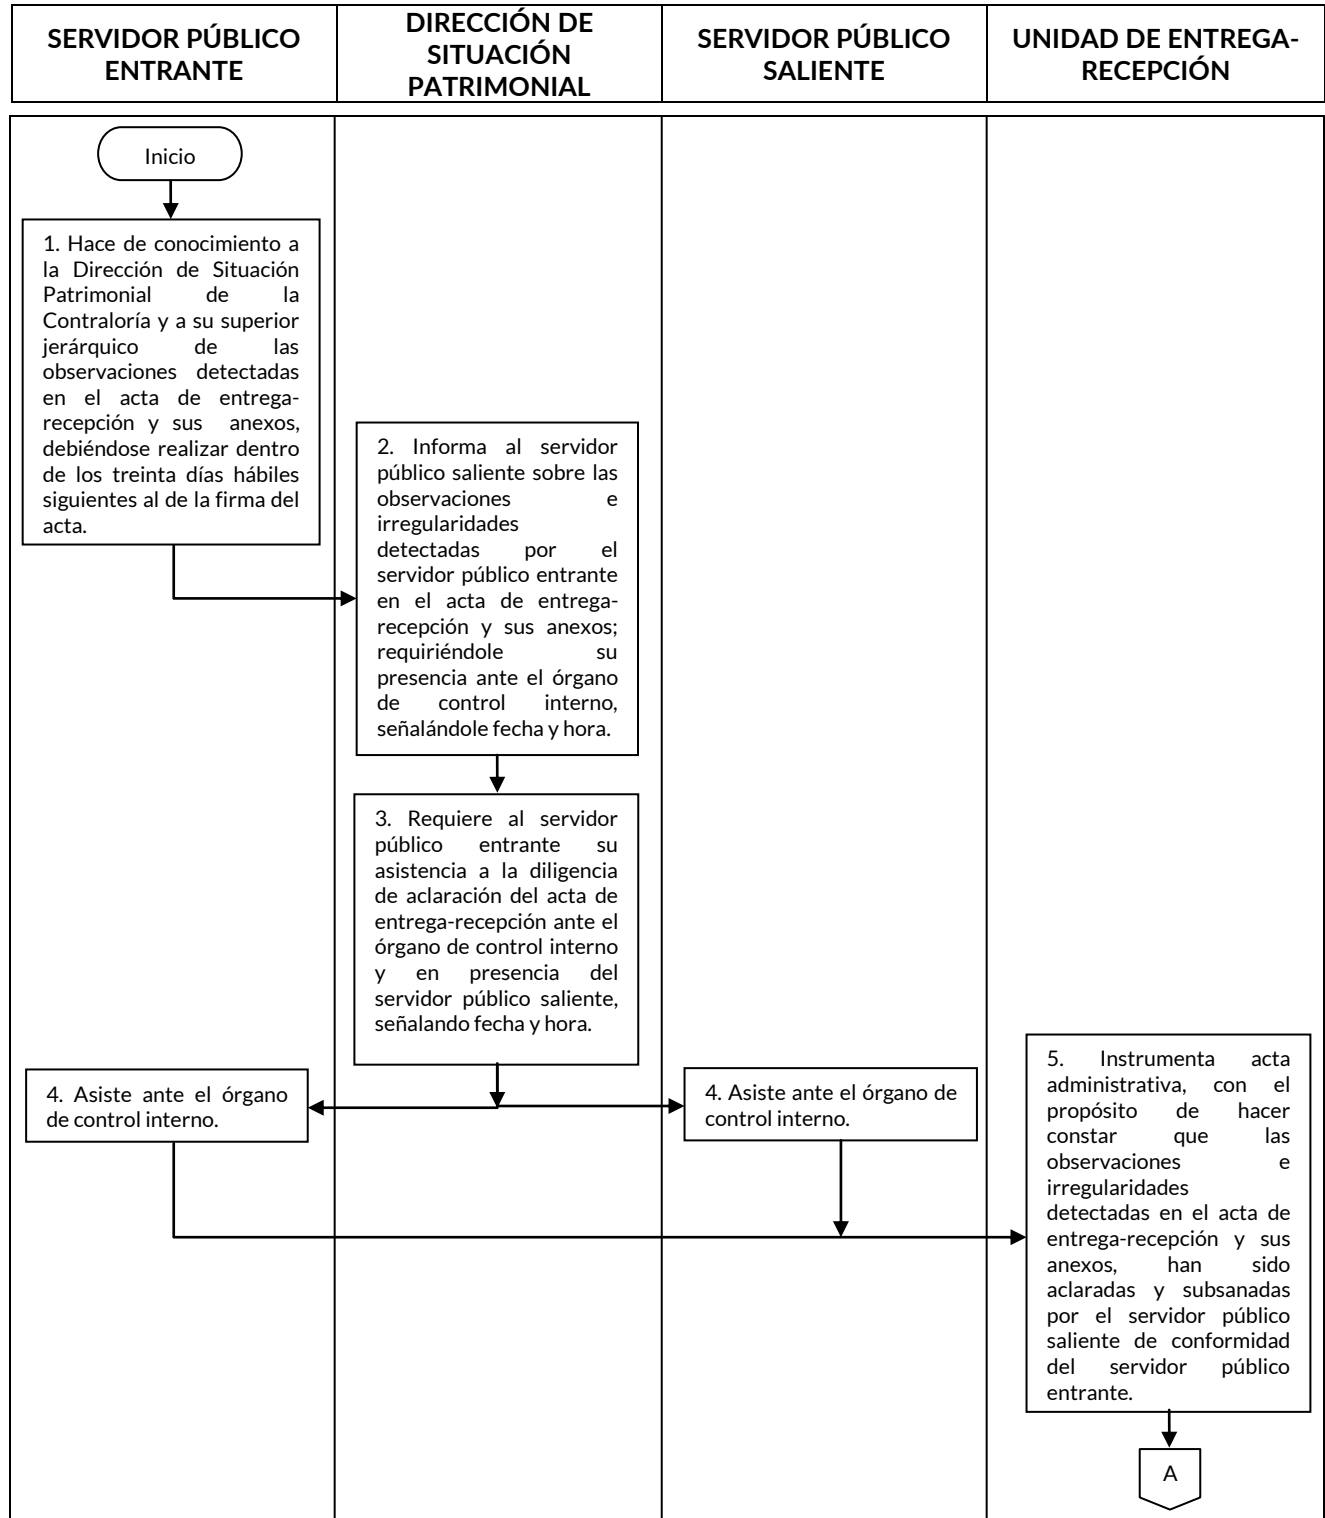 SERVIDOR PÚBLICO
ENTRANTE
DIRECCIÓN DE
SITUACIÓN
PATRIMONIAL
SERVIDOR PÚBLICO
SALIENTE
UNIDAD DE ENTREGA-
RECEPCIÓN
Inicio
1. Hace de conocimiento a
la Dirección de Situación
Patrimonial de la
Contraloría y a su superior
jerárquico de las
observaciones detectadas
en el acta de entrega-
recepción y sus anexos,
debiéndose realizar dentro
de los treinta días hábiles
siguientes al de la firma del
acta.
2. Informa al servidor
público saliente sobre las
observaciones e
irregularidades
detectadas por el
servidor público entrante
en el acta de entrega-
recepción y sus anexos;
requiriéndole su
presencia ante el órgano
de control interno,
señalándole fecha y hora.
3. Requiere al servidor
público entrante su
asistencia a la diligencia
de aclaración del acta de
entrega-recepción ante el
órgano de control interno
y en presencia del
servidor público saliente,
señalando fecha y hora.
4. Asiste ante el órgano
de control interno.
4. Asiste ante el órgano de
control interno.
5. Instrumenta acta
administrativa, con el
propósito de hacer
constar que las
observaciones e
irregularidades
detectadas en el acta de
entrega-recepción y sus
anexos, han sido
aclaradas y subsanadas
por el servidor público
saliente de conformidad
del servidor público
entrante.
A